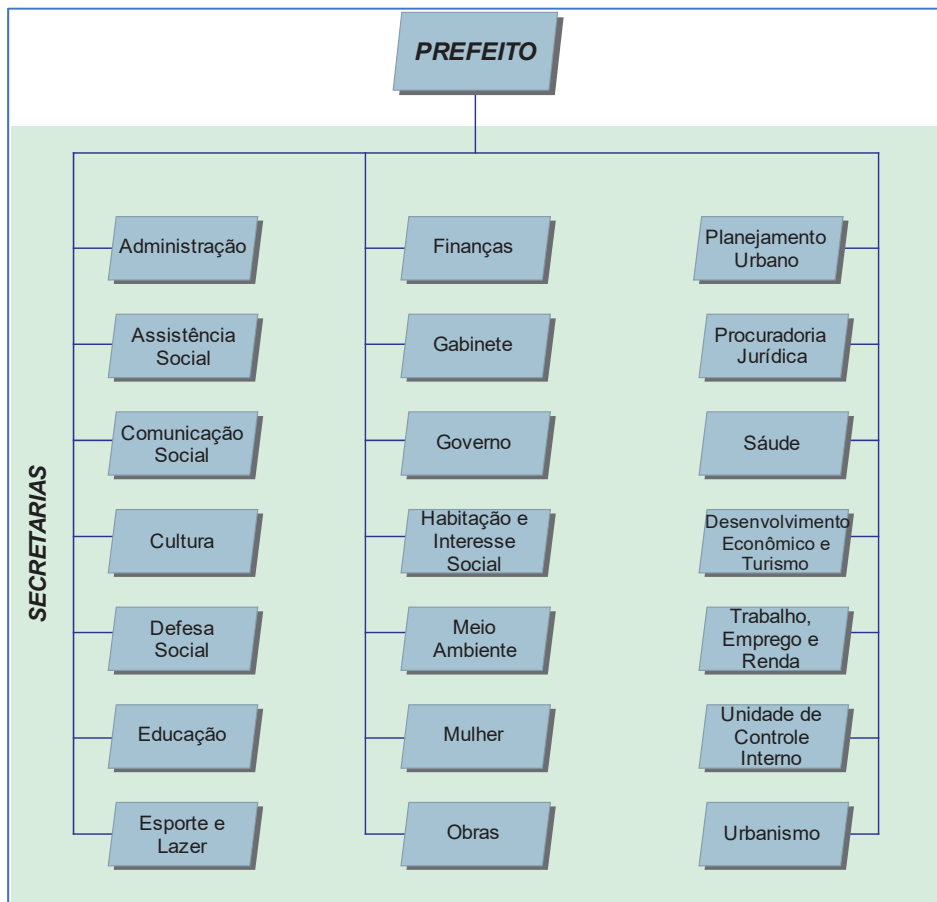 PREFEITO
SECRETARIAS
Administração
Assistência
Social
Comunicação
Social
Cultura
Defesa
Social
Educação
Esporte e
Lazer
Finanças
Gabinete
Governo
Habitação e
Interesse
Social
Meio
Ambiente
Mulher
Obras
Planejamento
Urbano
Procuradoria
Jurídica
Sáude
Desenvolvimento
Econômico e
Turismo
Trabalho,
Emprego e
Renda
Unidade de
Controle
Interno
Urbanismo